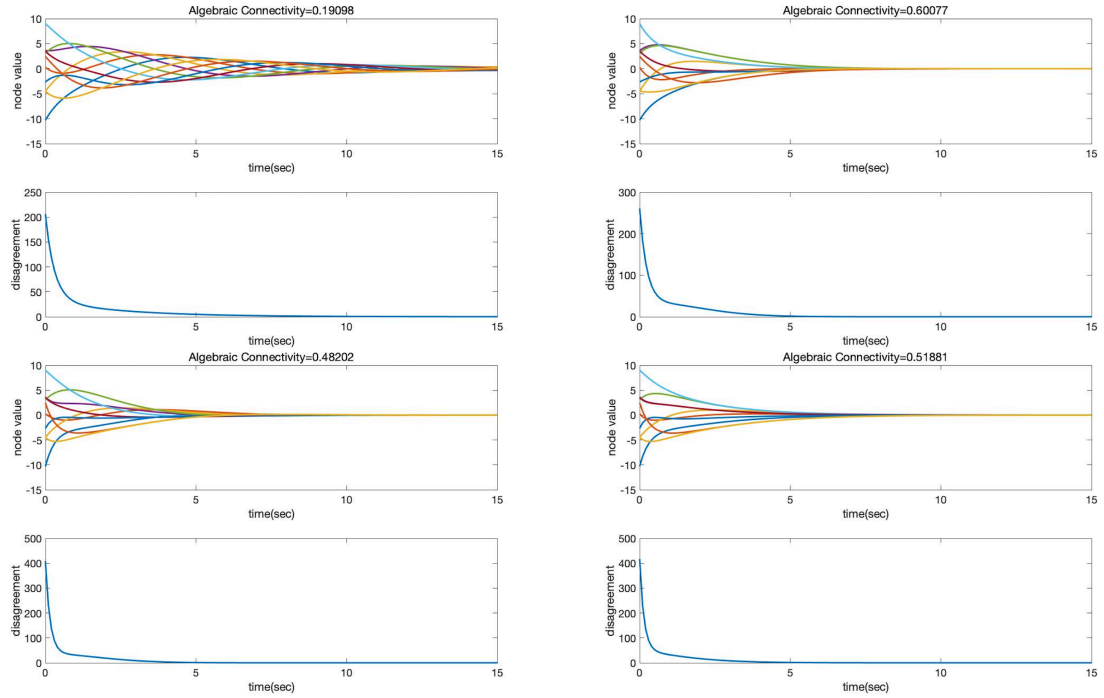 Algebraic Connectivity=0.19098
10
5
0
-5
-10
-15
node value
0 5 10 15
time(sec)
250
200
150
100
50
0
disagreement
0 5 10 15
time(sec)
Algebraic Connectivity=0.60077
10
5
0
-5
-10
-15
node value
0 5 10 15
time(sec)
300
200
100
0
disagreement
0 5 10 15
time(sec)
Algebraic Connectivity=0.48202
10
5
0
-5
-10
-15
node value
0 5 10 15
time(sec)
500
400
300
200
100
0
disagreement
0 5 10 15
time(sec)
Algebraic Connectivity=0.51881
10
5
0
-5
-10
-15
node value
0 5 10 15
time(sec)
500
400
300
200
100
0
disagreement
0 5 10 15
time(sec)